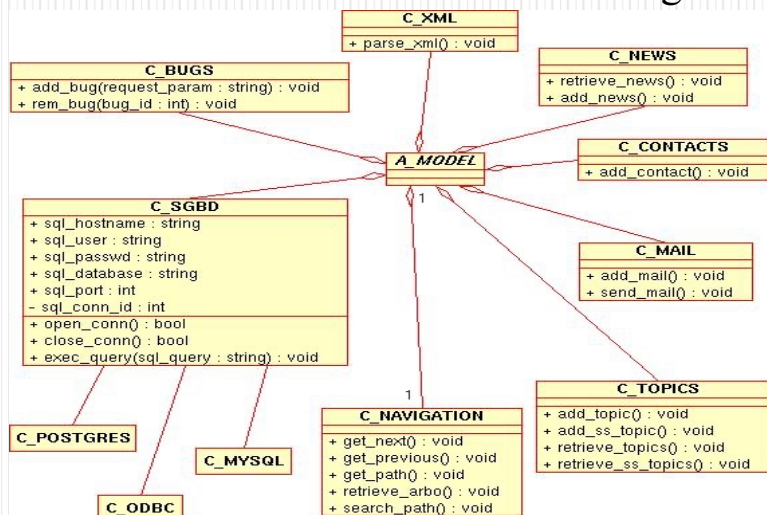 C_XML
+ parse_xml() : void
C_BUGS
+ add_bug(request_param : string) : void
+ rem_bug(bug_id : int) : void
C_NEWS
+ retrieve_news() : void
+ add_news() : void
A_MODEL
1
C_CONTACTS
+ add_contact() : void
C_SGBD
+ sql_hostname : string
+ sql_user : string
+ sql_passwd : string
+ sql_database : string
+ sql_port : int
- sql_conn_id : int
+ open_conn() : bool
+ close_conn() : bool
+ exec_query(sql_query : string) : void
C_MAIL
+ add_mail() : void
+ send_mail() : void
C_TOPICS
+ add_topic() : void
+ add_ss_topic() : void
+ retrieve_topics() : void
+ retrieve_ss_topics() : void
1
C_NAVIGATION
+ get_next() : void
+ get_previous() : void
+ get_path() : void
+ retrieve_arbo() : void
+ search_path() : void
C_POSTGRES
C_MYSQL
C_ODBC